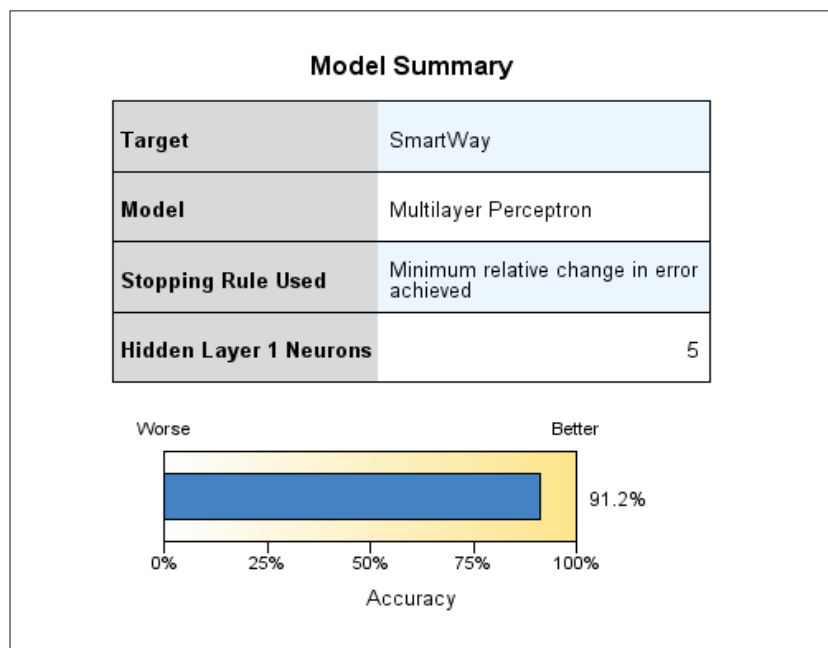 Model Summary
Target SmartWay
Model Multilayer Perceptron
Stopping Rule Used Minimum relative change in error
achieved
Hidden Layer 1 Neurons 5
Worse Better
91.2%
0% 25% 50% 75% 100%
Accuracy